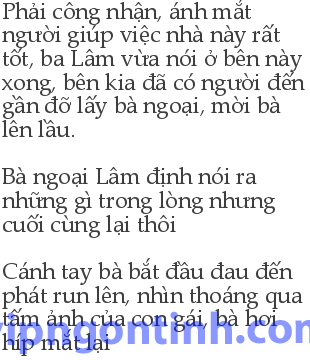 Phải công nhận, ánh mắt
người giúp việc nhà này rất
tốt, ba Lâm vừa nói ở bên này
xong, bên kia đã có người đến
gần đỡ lấy bà ngoại, mời bà
lên lầu.
Bà ngoại Lâm định nói ra
những gì trong lòng nhưng
cuối cùng lại thôi
Cánh tay bà bắt đầu đau đến
phát run lên, nhìn thoáng qua
tấm ảnh của con gái, bà hơi
híp mắt lại
vipngontinh.com